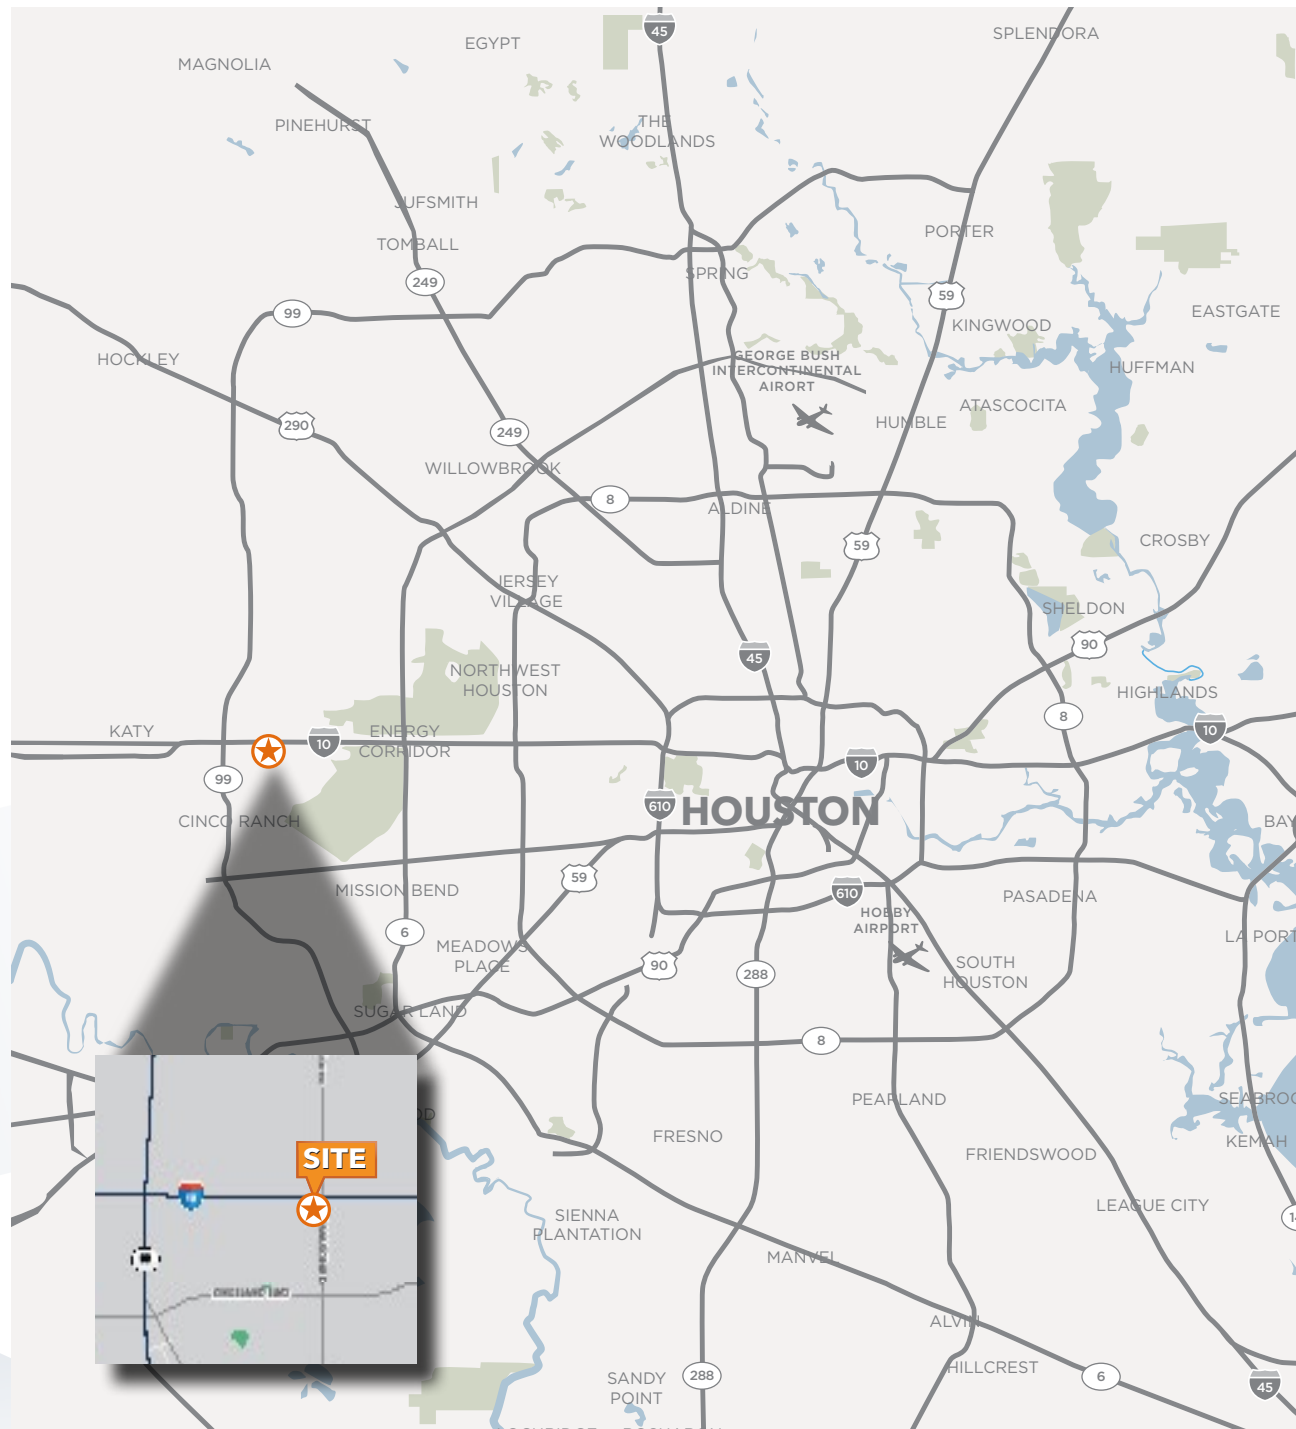 45
SPLENDORA
EGYPT
MAGNOLIA
PINEHURST
THE
WOODLANDS
JUFSMITH
TOMBALL
PORTER
SPRING
249
99
59
EASTGATE
KINGWOOD
HOCKLEY
GEORGE BUSH
INTERCONTINENTAL
AIRORT
HUFFMAN
ATASCOCITA
HUMBLE
290
249
WILLOWBROOK
8
ALDINE
CROSBY
59
JERSEY
VILLAGE
SHELDON
90
45
NORTHWEST
HOUSTON
HIGHLANDS
8
KATY
ENERGY
CORRIDOR
10
10
10
99
610
HOUSTON
CINCO RANCH
BAY
59
MISSION BEND
610
PASADENA
HOBBY
AIRPORT
6
MEADOWS
PLACE
LA PORT
90
288
SOUTH
HOUSTON
SUGAR LAND
8
PEARLAND
SEABROO
OD
FRESNO
KEMAH
SITE
FRIENDSWOOD
LEAGUE CITY
SIENNA
PLANTATION
MANVEL
ALVIN
HILLCREST
SANDY
POINT
288
6
45